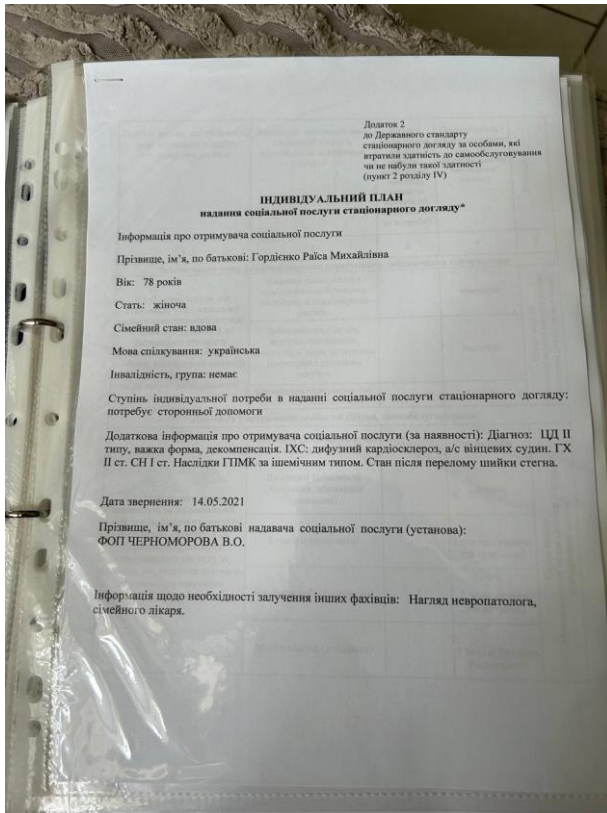 Додаток 2
до Державного стандарту
стаціонарного догляду за особами, які
втратили здатність до самообслуговування
чи не набули такої здатності
(пункт 2 розділу IV)
ІНДИВІДУАЛЬНИЙ ПЛАН
надання соціальної послуги стаціонарного догляду*
Інформація про отримувача соціальної послуги
Прізвище, ім’я, по батькові: Гордієнко Раїса Михайлівна
Вік: 78 років
Стать: жіноча
Сімейний стан: вдова
Мова спілкування: українська
Інвалідність, група: немає
Ступінь індивідуальної потреби в наданні соціальної послуги стаціонарного догляду:
потребує сторонньої допомоги
Додаткова інформація про отримувача соціальної послуги (за наявності): Діагноз: ЦД ІІ
типу, важка форма, декомпенсація. ІХС: дифузний кардіосклероз, а/с вінцевих судин. ГХ
ІІ ст. СН І ст. Наслідки ГПМК за ішемічним типом. Стан після перелому шийки стегна.
Дата звернення: 14.05.2021
Прізвище, ім’я, по батькові надавача соціальної послуги (установа):
ФОП ЧЕРНОМОРОВА В.О.
Інформація щодо необхідності залучення інших фахівців: Нагляд невропатолога,
сімейного лікаря.